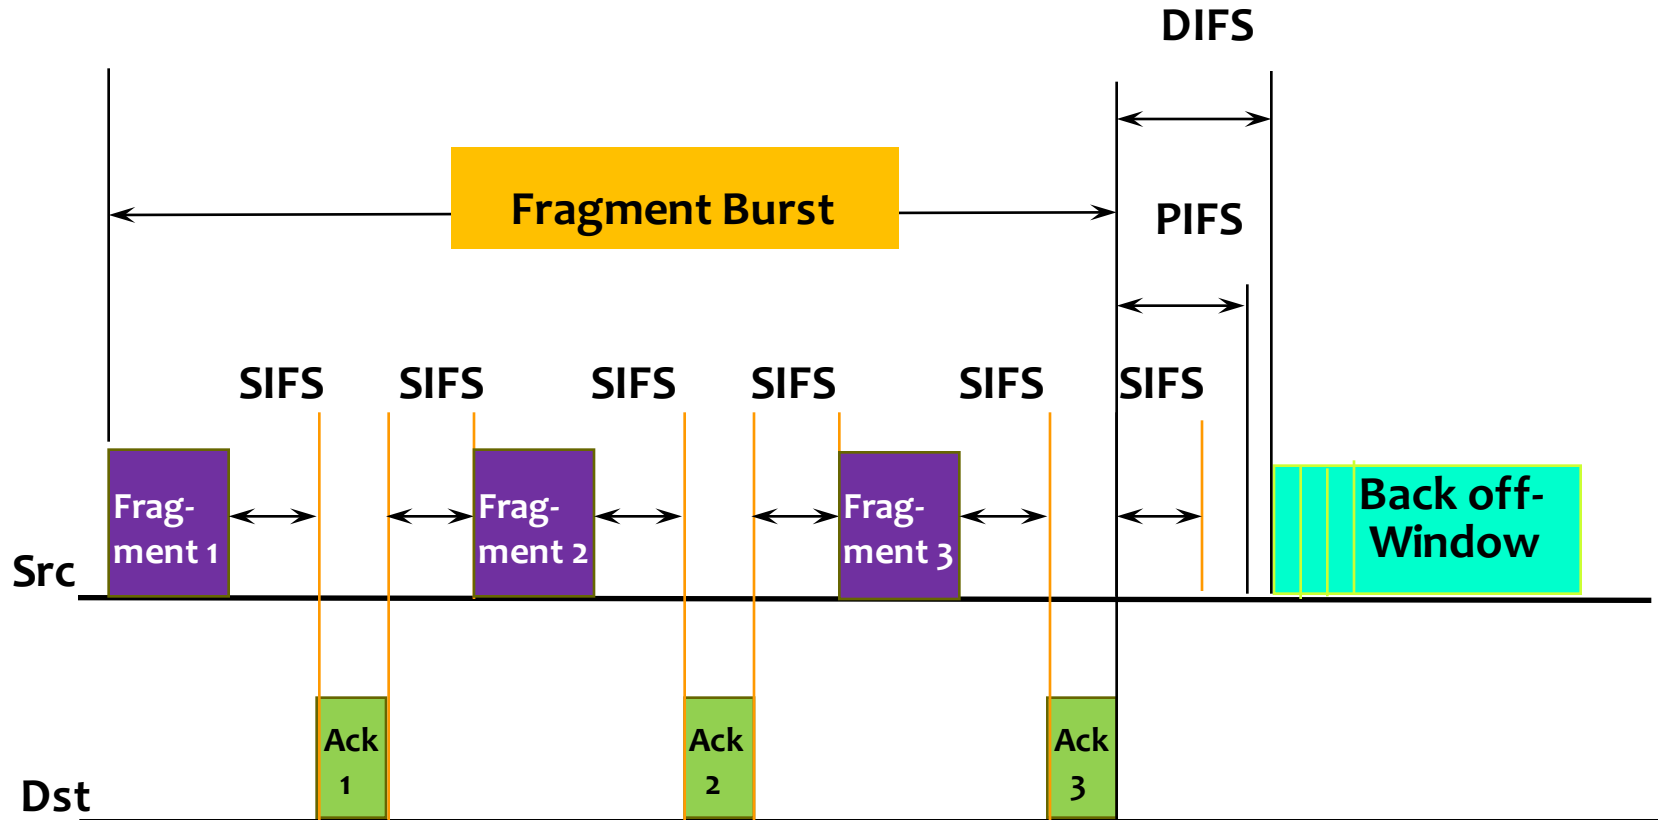 DIFS
Fragment Burst
PIFS
SIFS SIFS SIFS SIFS SIFS SIFS
Frag-
ment 1
Frag-
ment 2
Frag-
ment 3
Back off-
Window
Src
Ack
1
Ack
2
Ack
3
Dst